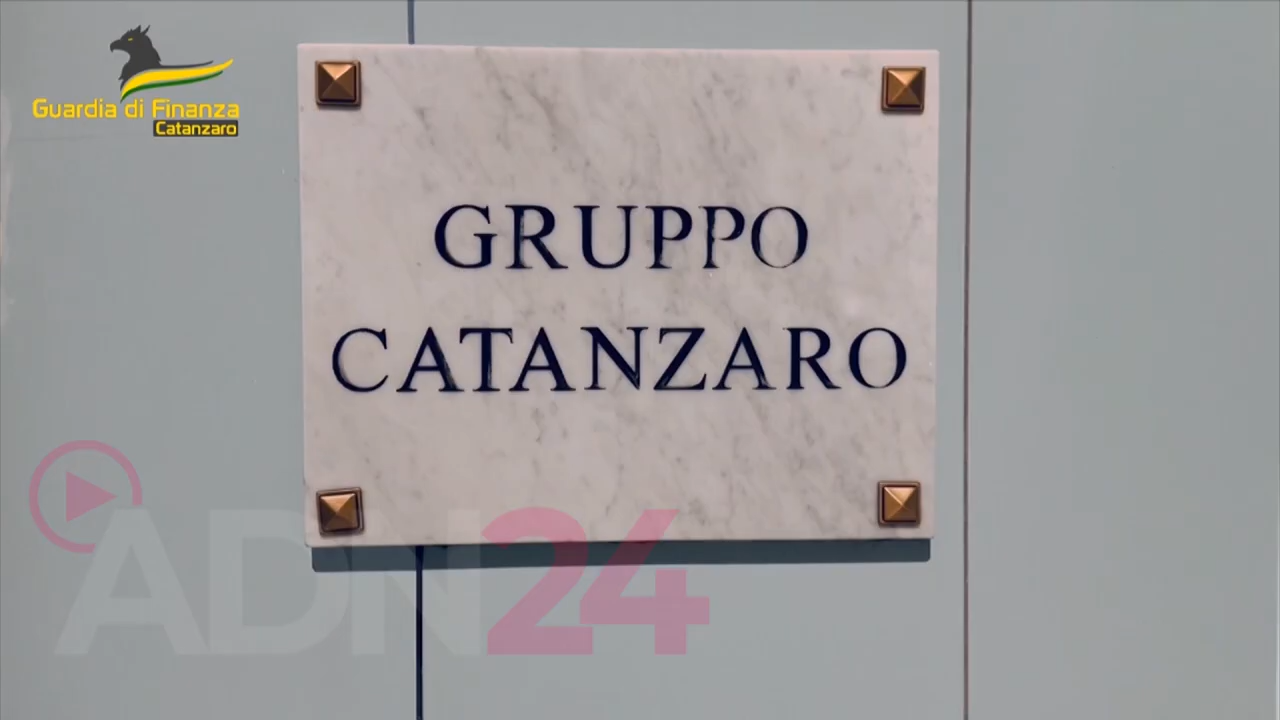 Guardia di Finanza
Catanzaro
GRUPPO
CATANZARO
ADN24